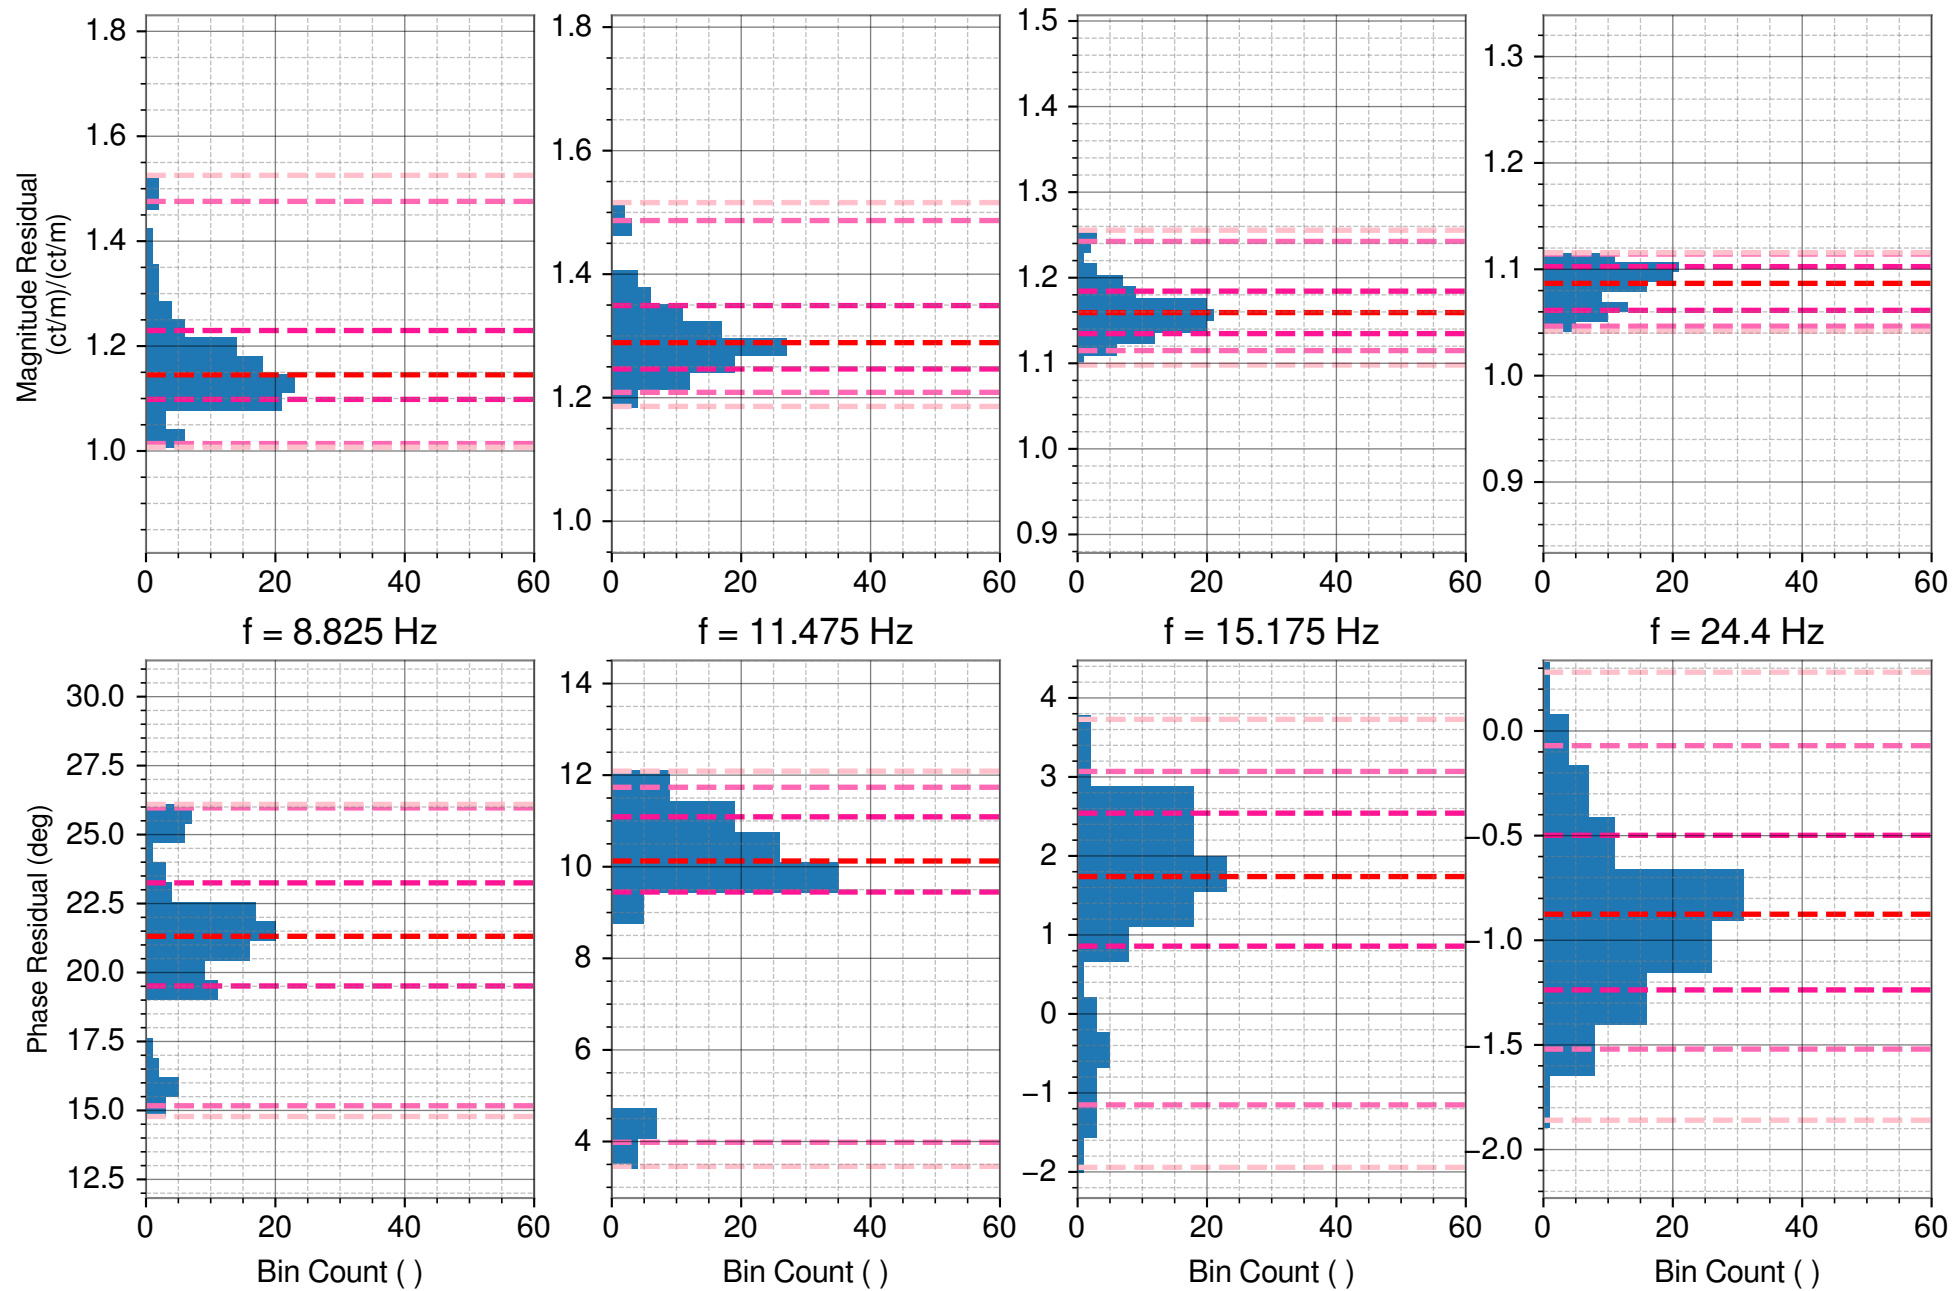 Magnitude Residual
(ct/m)/(ct/m)
1.8
1.6
1.4
1.2
1.0
0 20 40 60
1.8
1.6
1.4
1.2
1.0
0 20 40 60
1.5
1.4
1.3
1.2
1.1
1.0
0.9
0 20 40 60
1.3
1.2
1.1
1.0
0.9
0 20 40 60
f = 8.825 Hz
f = 11.475 Hz
f = 15.175 Hz
f = 24.4 Hz
Phase Residual (deg)
30.0
27.5
25.0
22.5
20.0
17.5
15.0
12.5
0 20 40 60
Bin Count ( )
14
12
10
8
6
4
0 20 40 60
Bin Count ( )
4
3
2
1
0
−1
−2
0 20 40 60
Bin Count ( )
0.0
−0.5
−1.0
−1.5
−2.0
0 20 40 60
Bin Count ( )